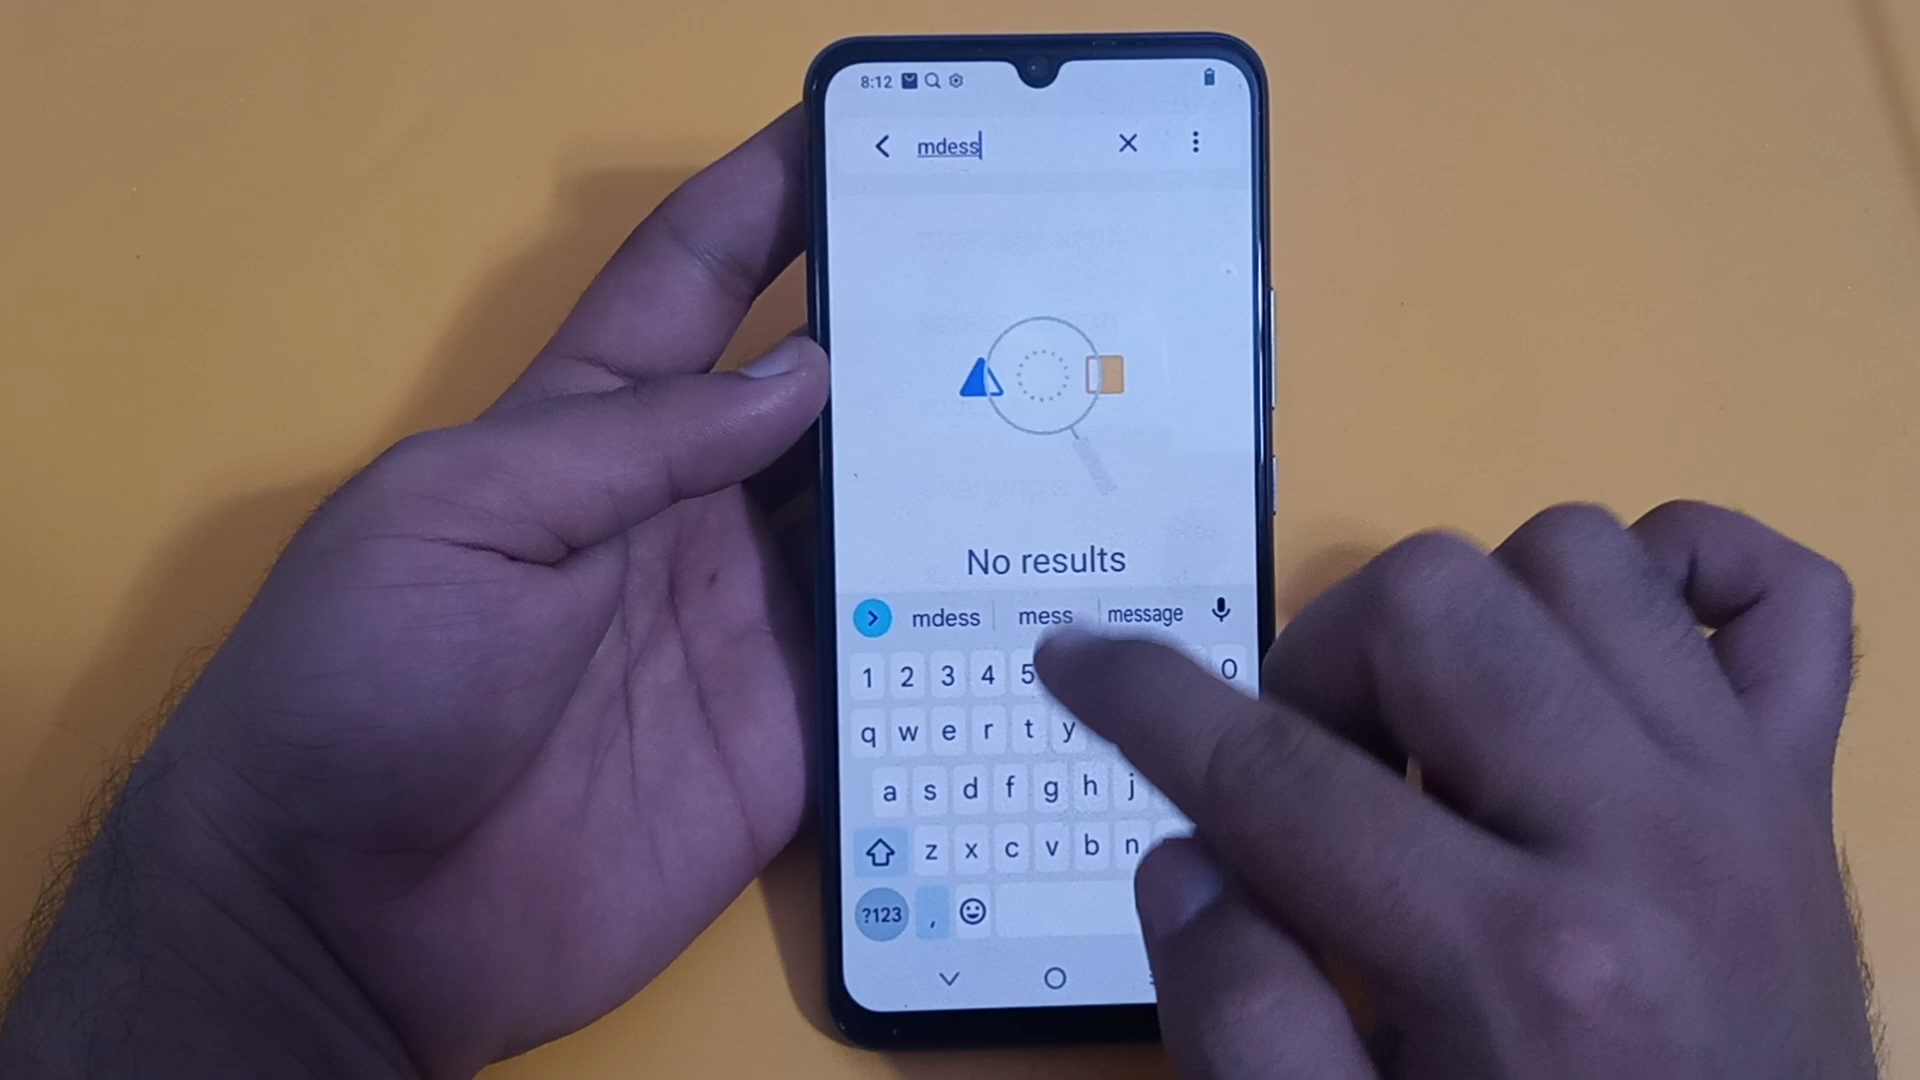 8:12
mdess
No results
mdess mess message
1 2 3 4 5 0
q w e r t y
a s d f g h j
z x c v b n
?123 ,